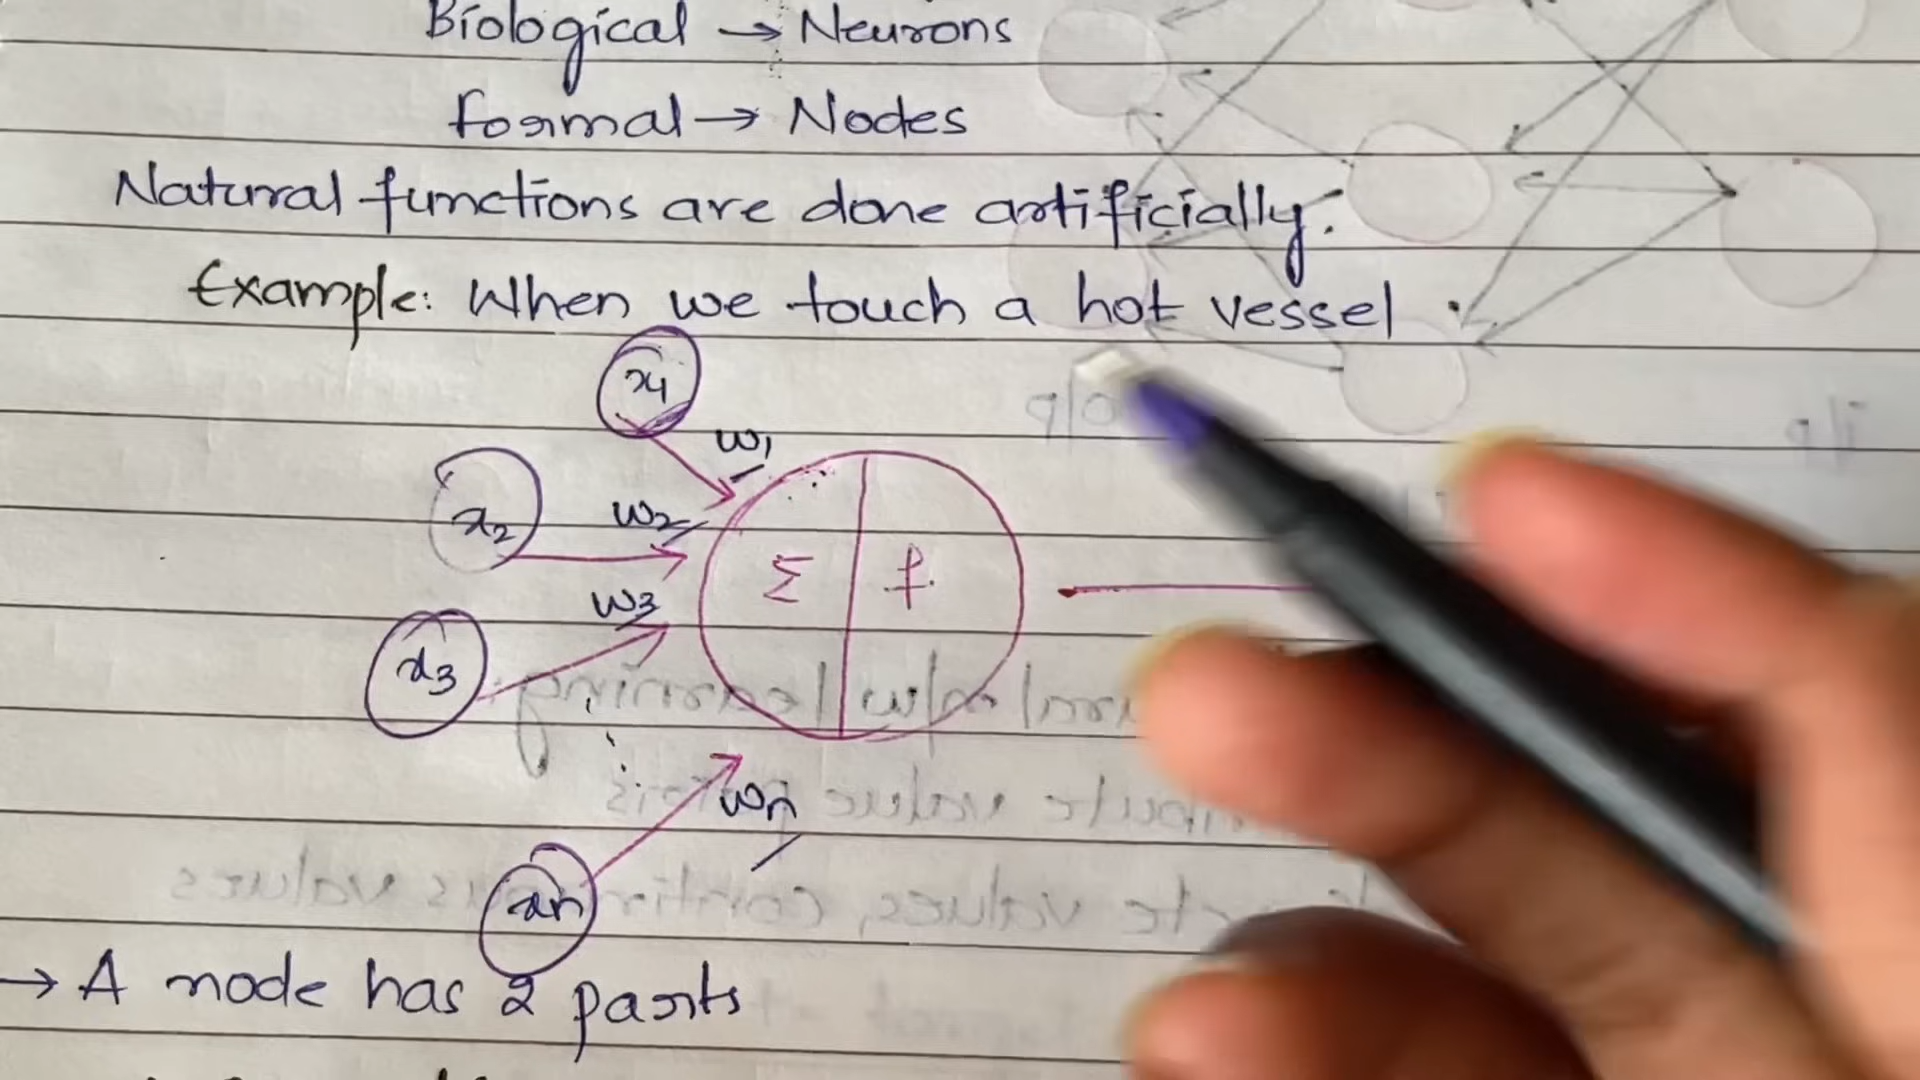 Biological → Neurons
Formal → Nodes
Natural functions are done artificially.
Example: When we touch a hot vessel
x1
w1
x2
w2
Σ f
w3
x3
wn
xn
→ A node has 2 parts